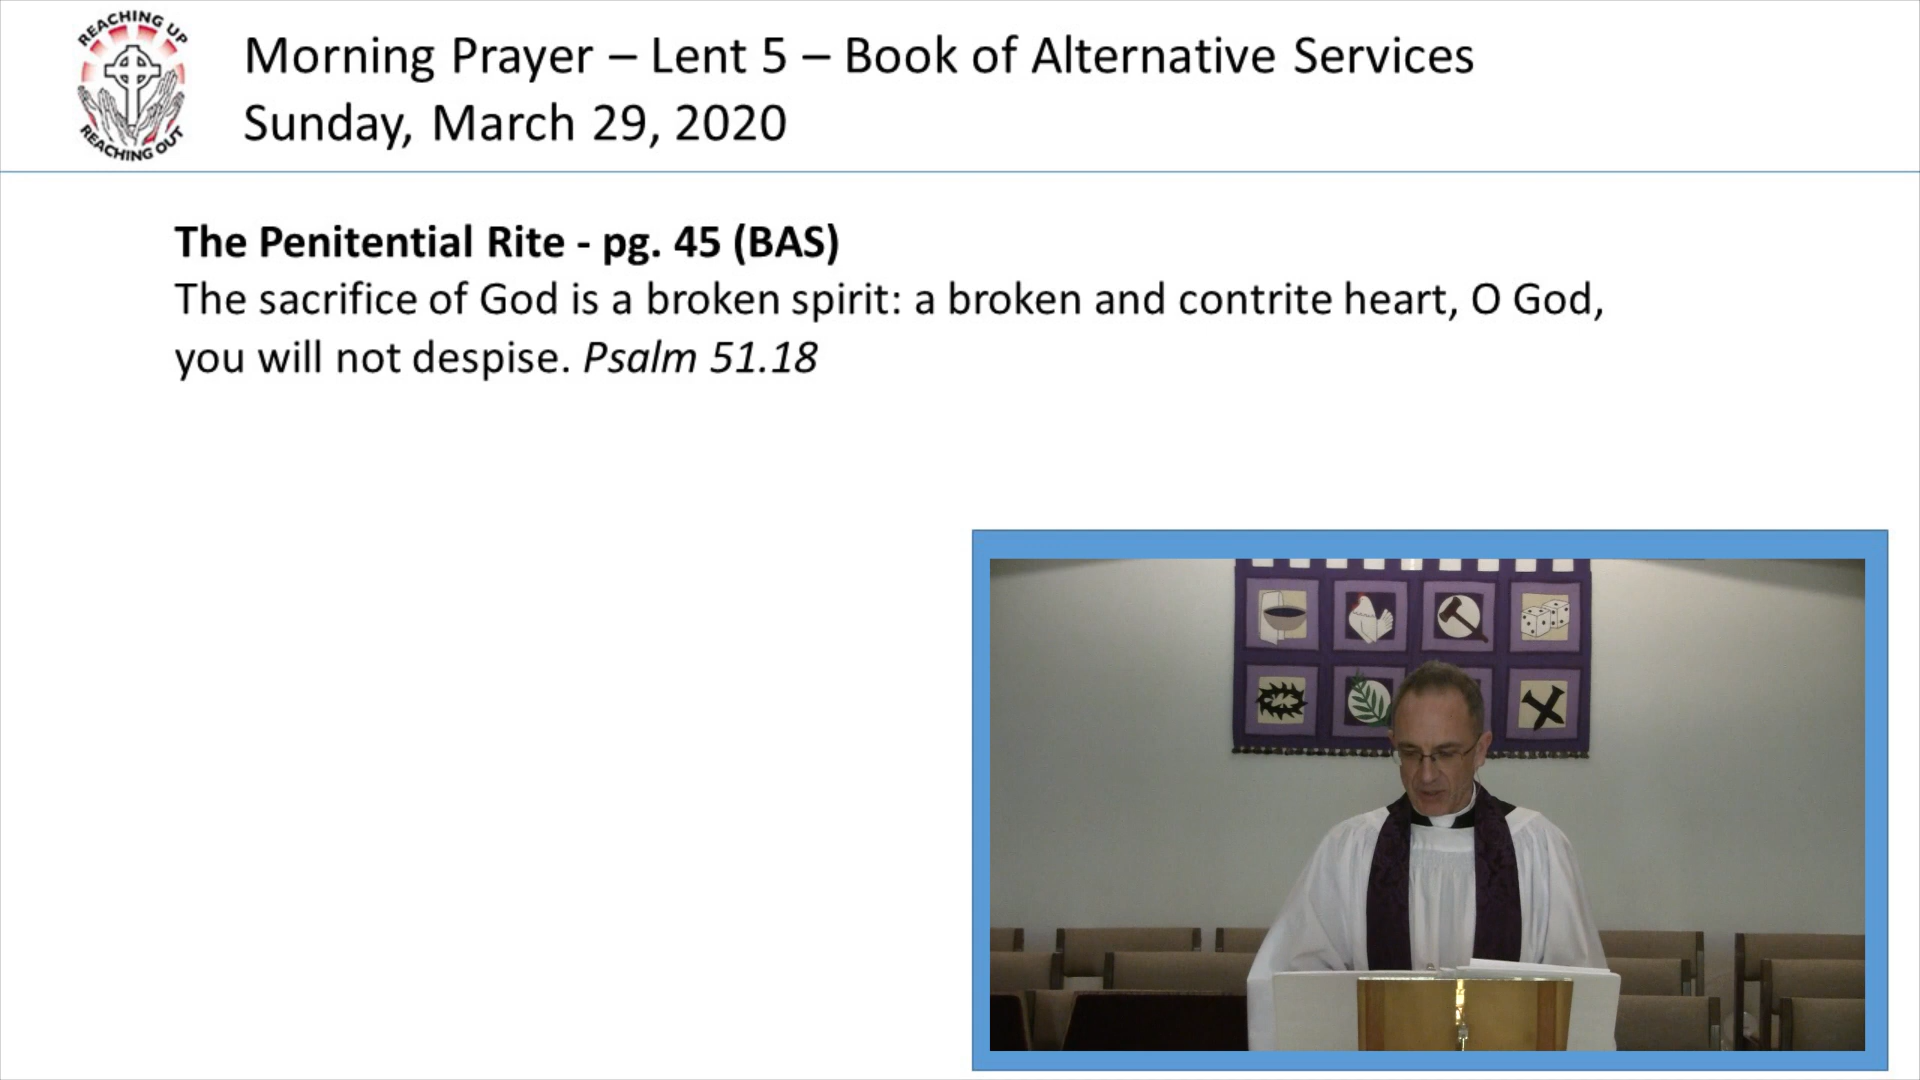 REACHING UP
REACHING OUT
Morning Prayer – Lent 5 – Book of Alternative Services
Sunday, March 29, 2020
The Penitential Rite - pg. 45 (BAS)
The sacrifice of God is a broken spirit: a broken and contrite heart, O God,
you will not despise. Psalm 51.18